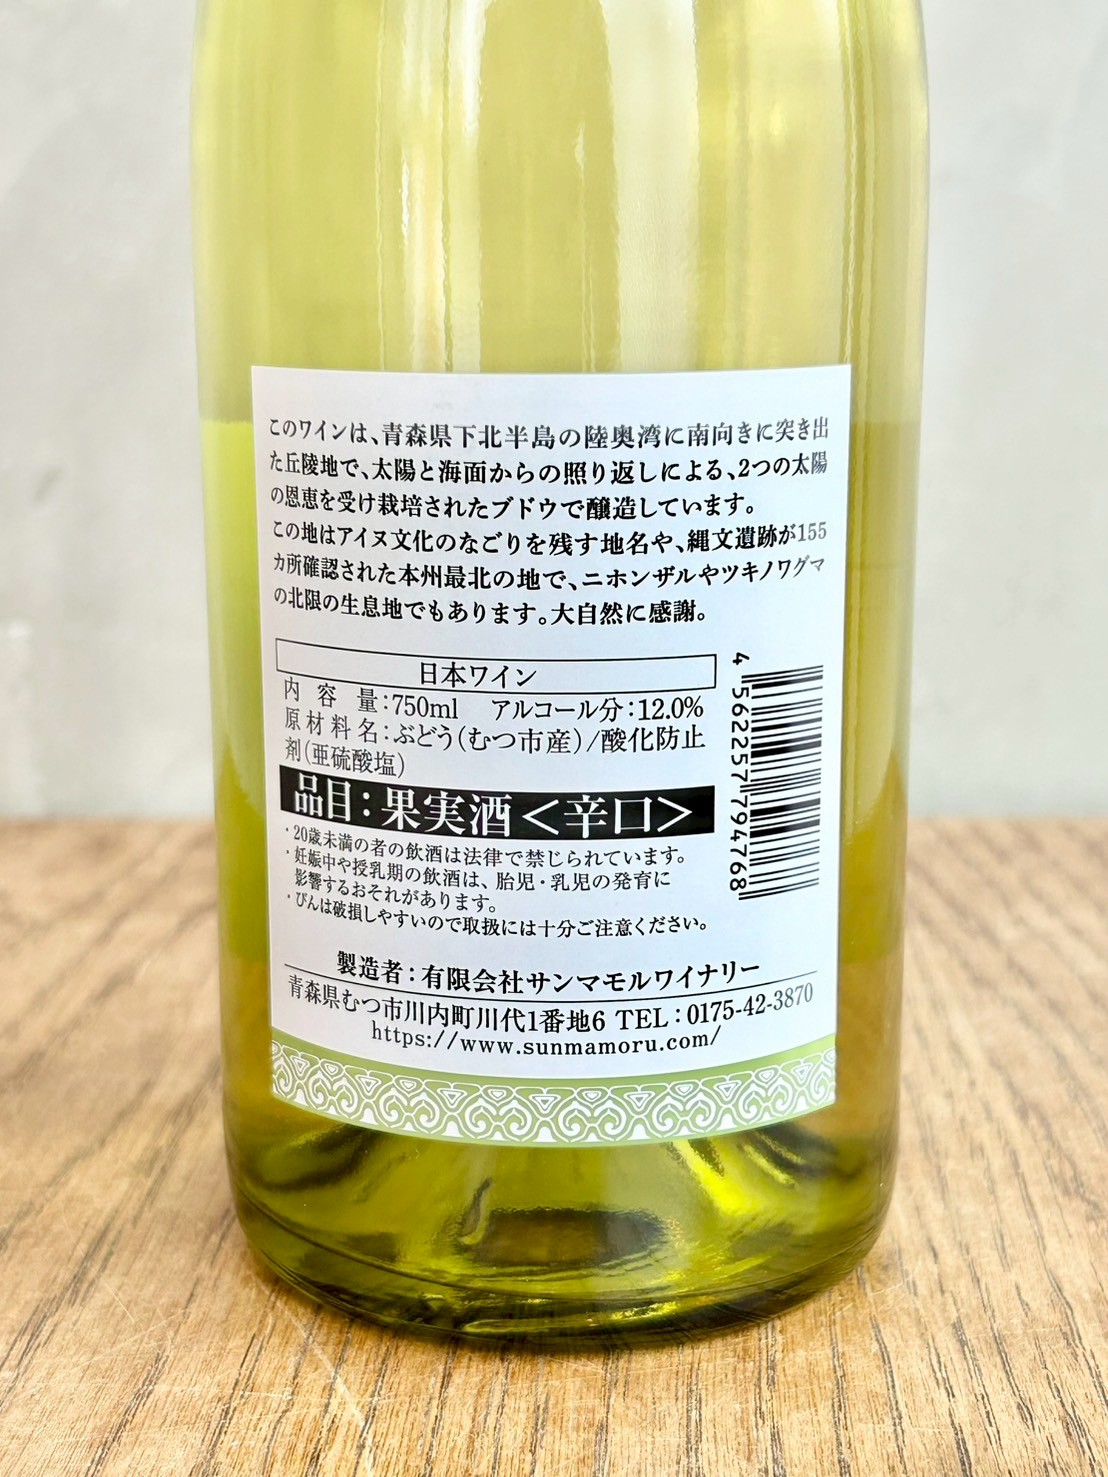 このワインは、青森県下北半島の陸奥湾に南向きに突き出
た丘陵地で、太陽と海面からの照り返しによる、2つの太陽
の恩恵を受け栽培されたブドウで醸造しています。
この地はアイヌ文化のなごりを残す地名や、縄文遺跡が155
カ所確認された本州最北の地で、ニホンザルやツキノワグマ
の北限の生息地でもあります。大自然に感謝。
日本ワイン
内容量:750ml アルコール分:12.0%
原材料名:ぶどう(むつ市産)/酸化防止
剤(亜硫酸塩)
品目:果実酒<辛口>
・20歳未満の者の飲酒は法律で禁じられています。
・妊娠中や授乳期の飲酒は、胎児・乳児の発育に
影響するおそれがあります。
・びんは破損しやすいので取扱には十分ご注意ください。
4562257794768
製造者:有限会社サンマモルワイナリー
青森県むつ市川内町川代1番地6 TEL:0175-42-3870
https://www.sunmamoru.com/